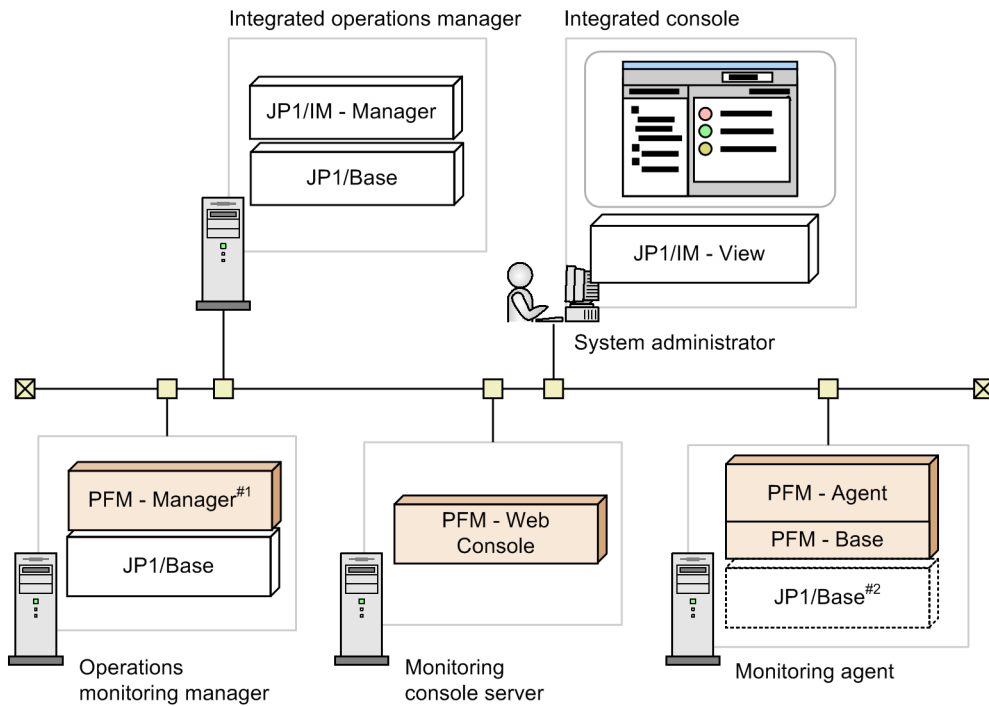 Integrated operations manager
Integrated console
JP1/IM - Manager
JP1/Base
JP1/IM - View
System administrator
PFM - Manager#1
JP1/Base
PFM - Web
Console
PFM - Agent
PFM - Base
JP1/Base#2
Operations
monitoring manager
Monitoring
console server
Monitoring agent